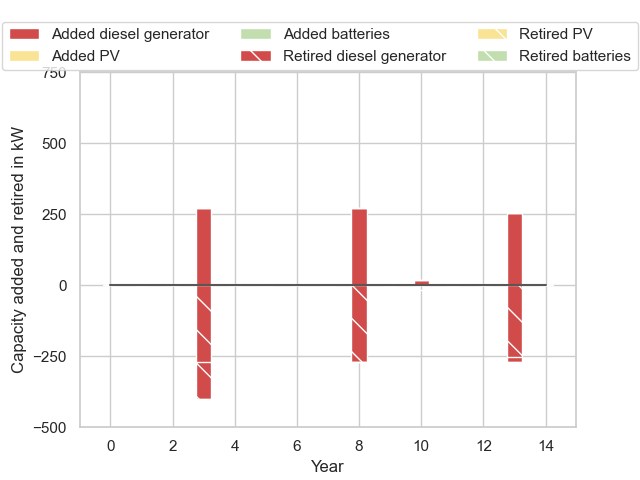 Added diesel generator
Added PV
Added batteries
Retired diesel generator
Retired PV
Retired batteries
750
500
250
0
−250
−500
Capacity added and retired in kW
0 2 4 6 8 10 12 14
Year